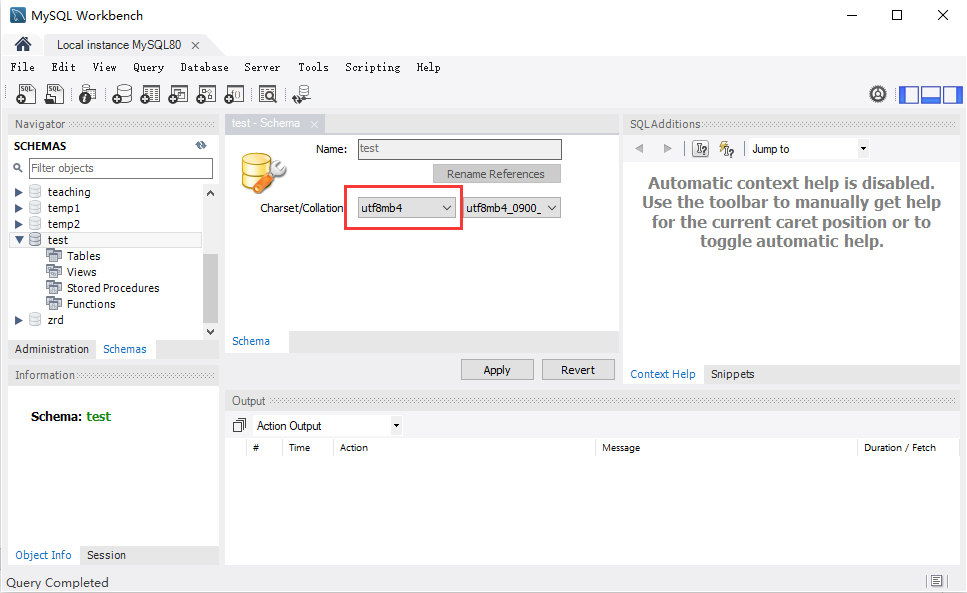 MySQL Workbench
Local instance MySQL80
File Edit View Query Database Server Tools Scripting Help
Navigator
SCHEMAS
Filter objects
teaching
temp1
temp2
test
Tables
Views
Stored Procedures
Functions
zrd
Administration Schemas
Information
Schema: test
Object Info Session
test - Schema
Name: test
Rename References
Charset/Collation utf8mb4 utf8mb4_0900_
Schema
Apply Revert
SQLAdditions
Jump to
Automatic context help is disabled.
Use the toolbar to manually get help
for the current caret position or to
toggle automatic help.
Context Help Snippets
Output
Action Output
# Time Action Message Duration / Fetch
Query Completed